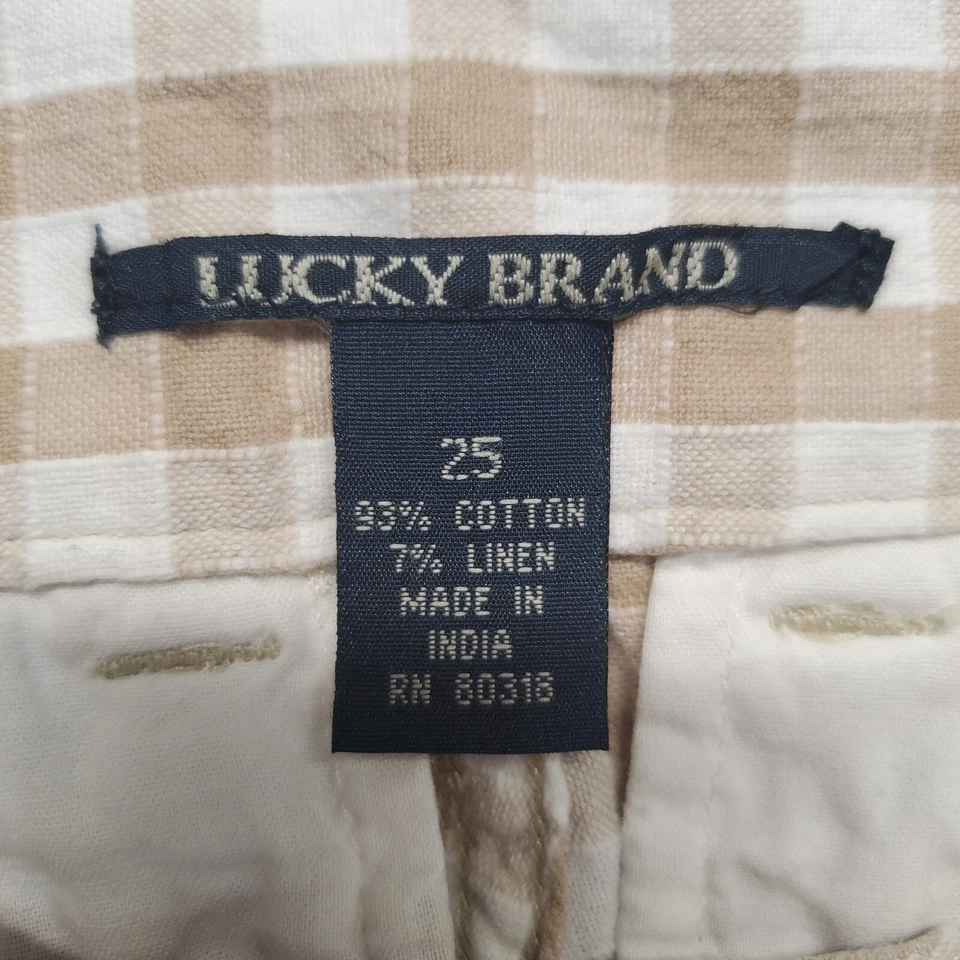 LUCKY BRAND
25
93% COTTON
7% LINEN
MADE IN
INDIA
RN 80318